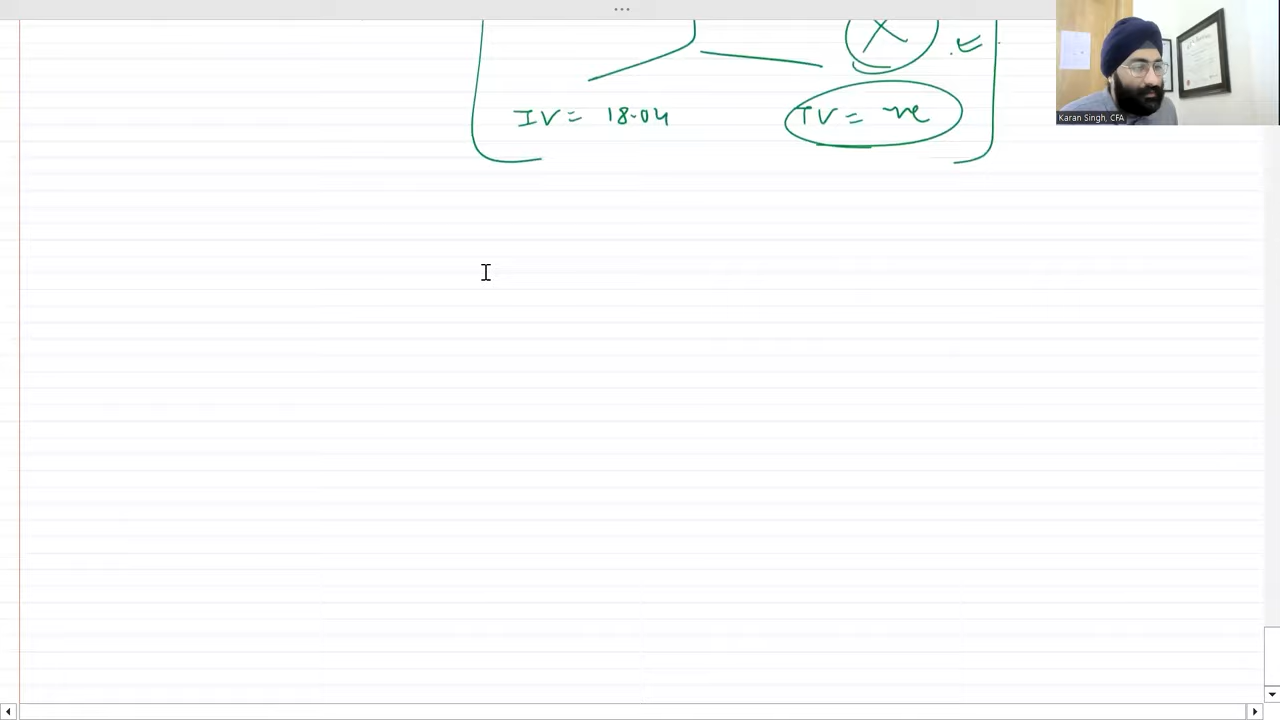 X
IV = 18.04
TV = -ve
Karan Singh, CFA